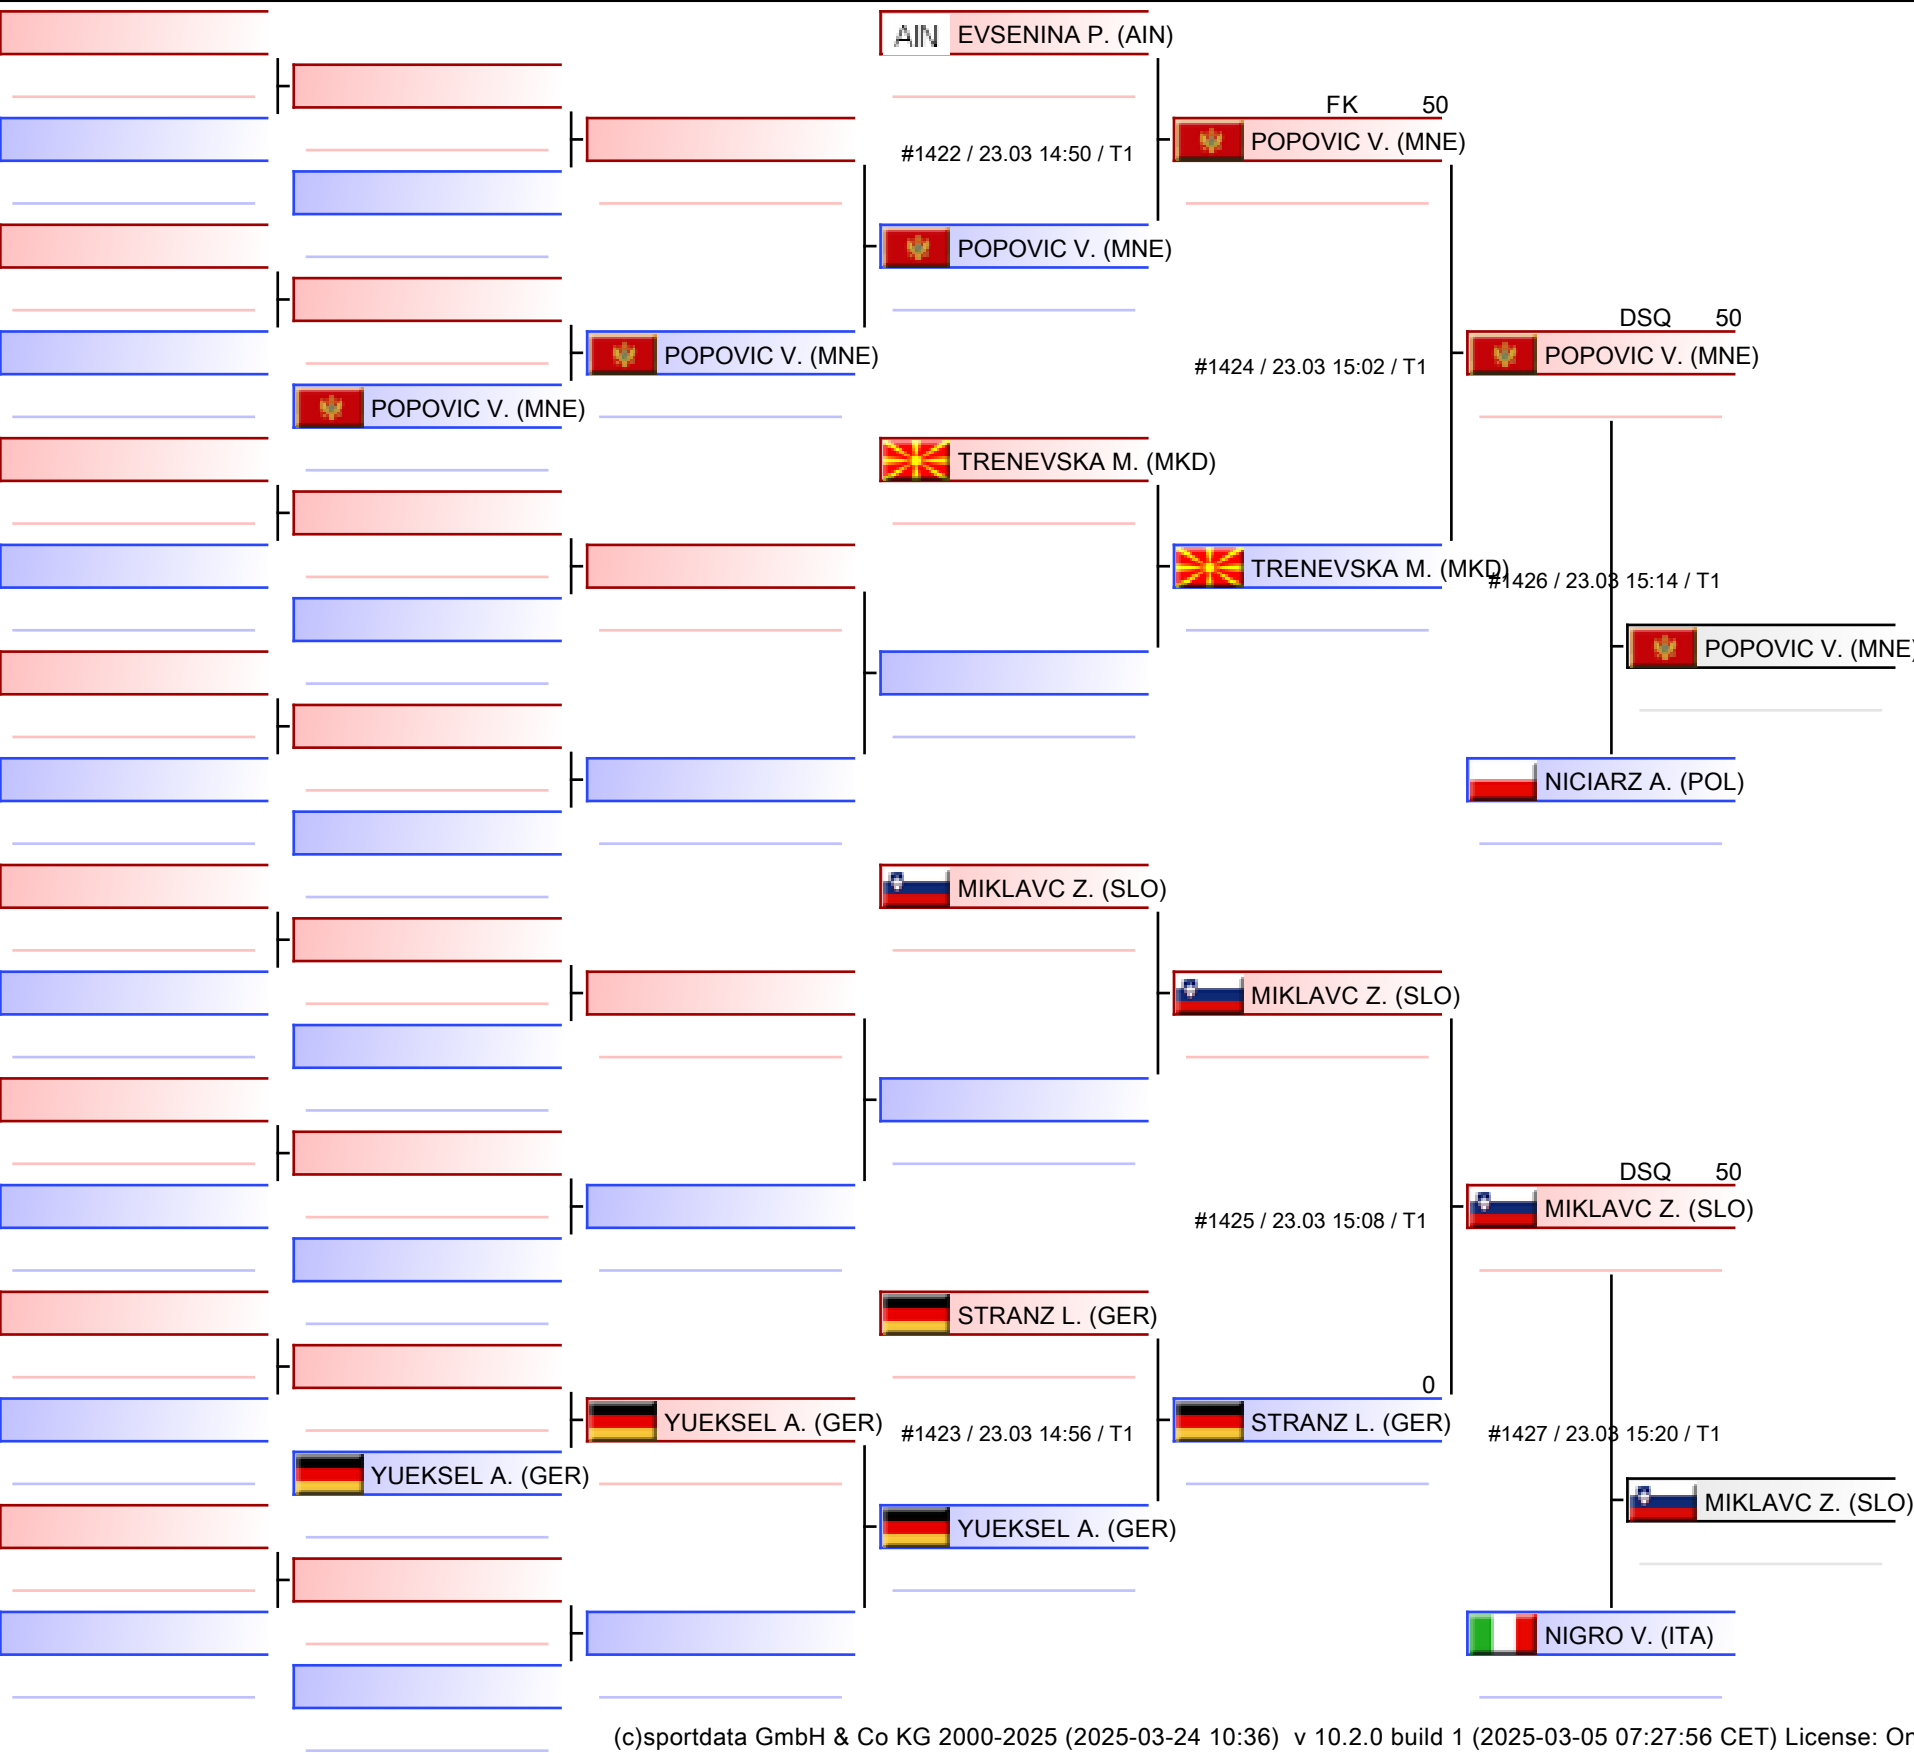 AIN EVSENINA P. (AIN)
FK 50
POPOVIC V. (MNE)
#1422 / 23.03 14:50 / T1
POPOVIC V. (MNE)
DSQ 50
POPOVIC V. (MNE)
POPOVIC V. (MNE)
#1424 / 23.03 15:02 / T1
POPOVIC V. (MNE)
TRENEVSKA M. (MKD)
TRENEVSKA M. (MKD)
#1426 / 23.03 15:14 / T1
POPOVIC V. (MNE)
NICIARZ A. (POL)
MIKLAVC Z. (SLO)
MIKLAVC Z. (SLO)
DSQ 50
MIKLAVC Z. (SLO)
#1425 / 23.03 15:08 / T1
STRANZ L. (GER)
0
YUEKSEL A. (GER)
#1423 / 23.03 14:56 / T1
STRANZ L. (GER)
#1427 / 23.03 15:20 / T1
YUEKSEL A. (GER)
MIKLAVC Z. (SLO)
YUEKSEL A. (GER)
NIGRO V. (ITA)
(c)sportdata GmbH & Co KG 2000-2025 (2025-03-24 10:36) v 10.2.0 build 1 (2025-03-05 07:27:56 CET) License: On